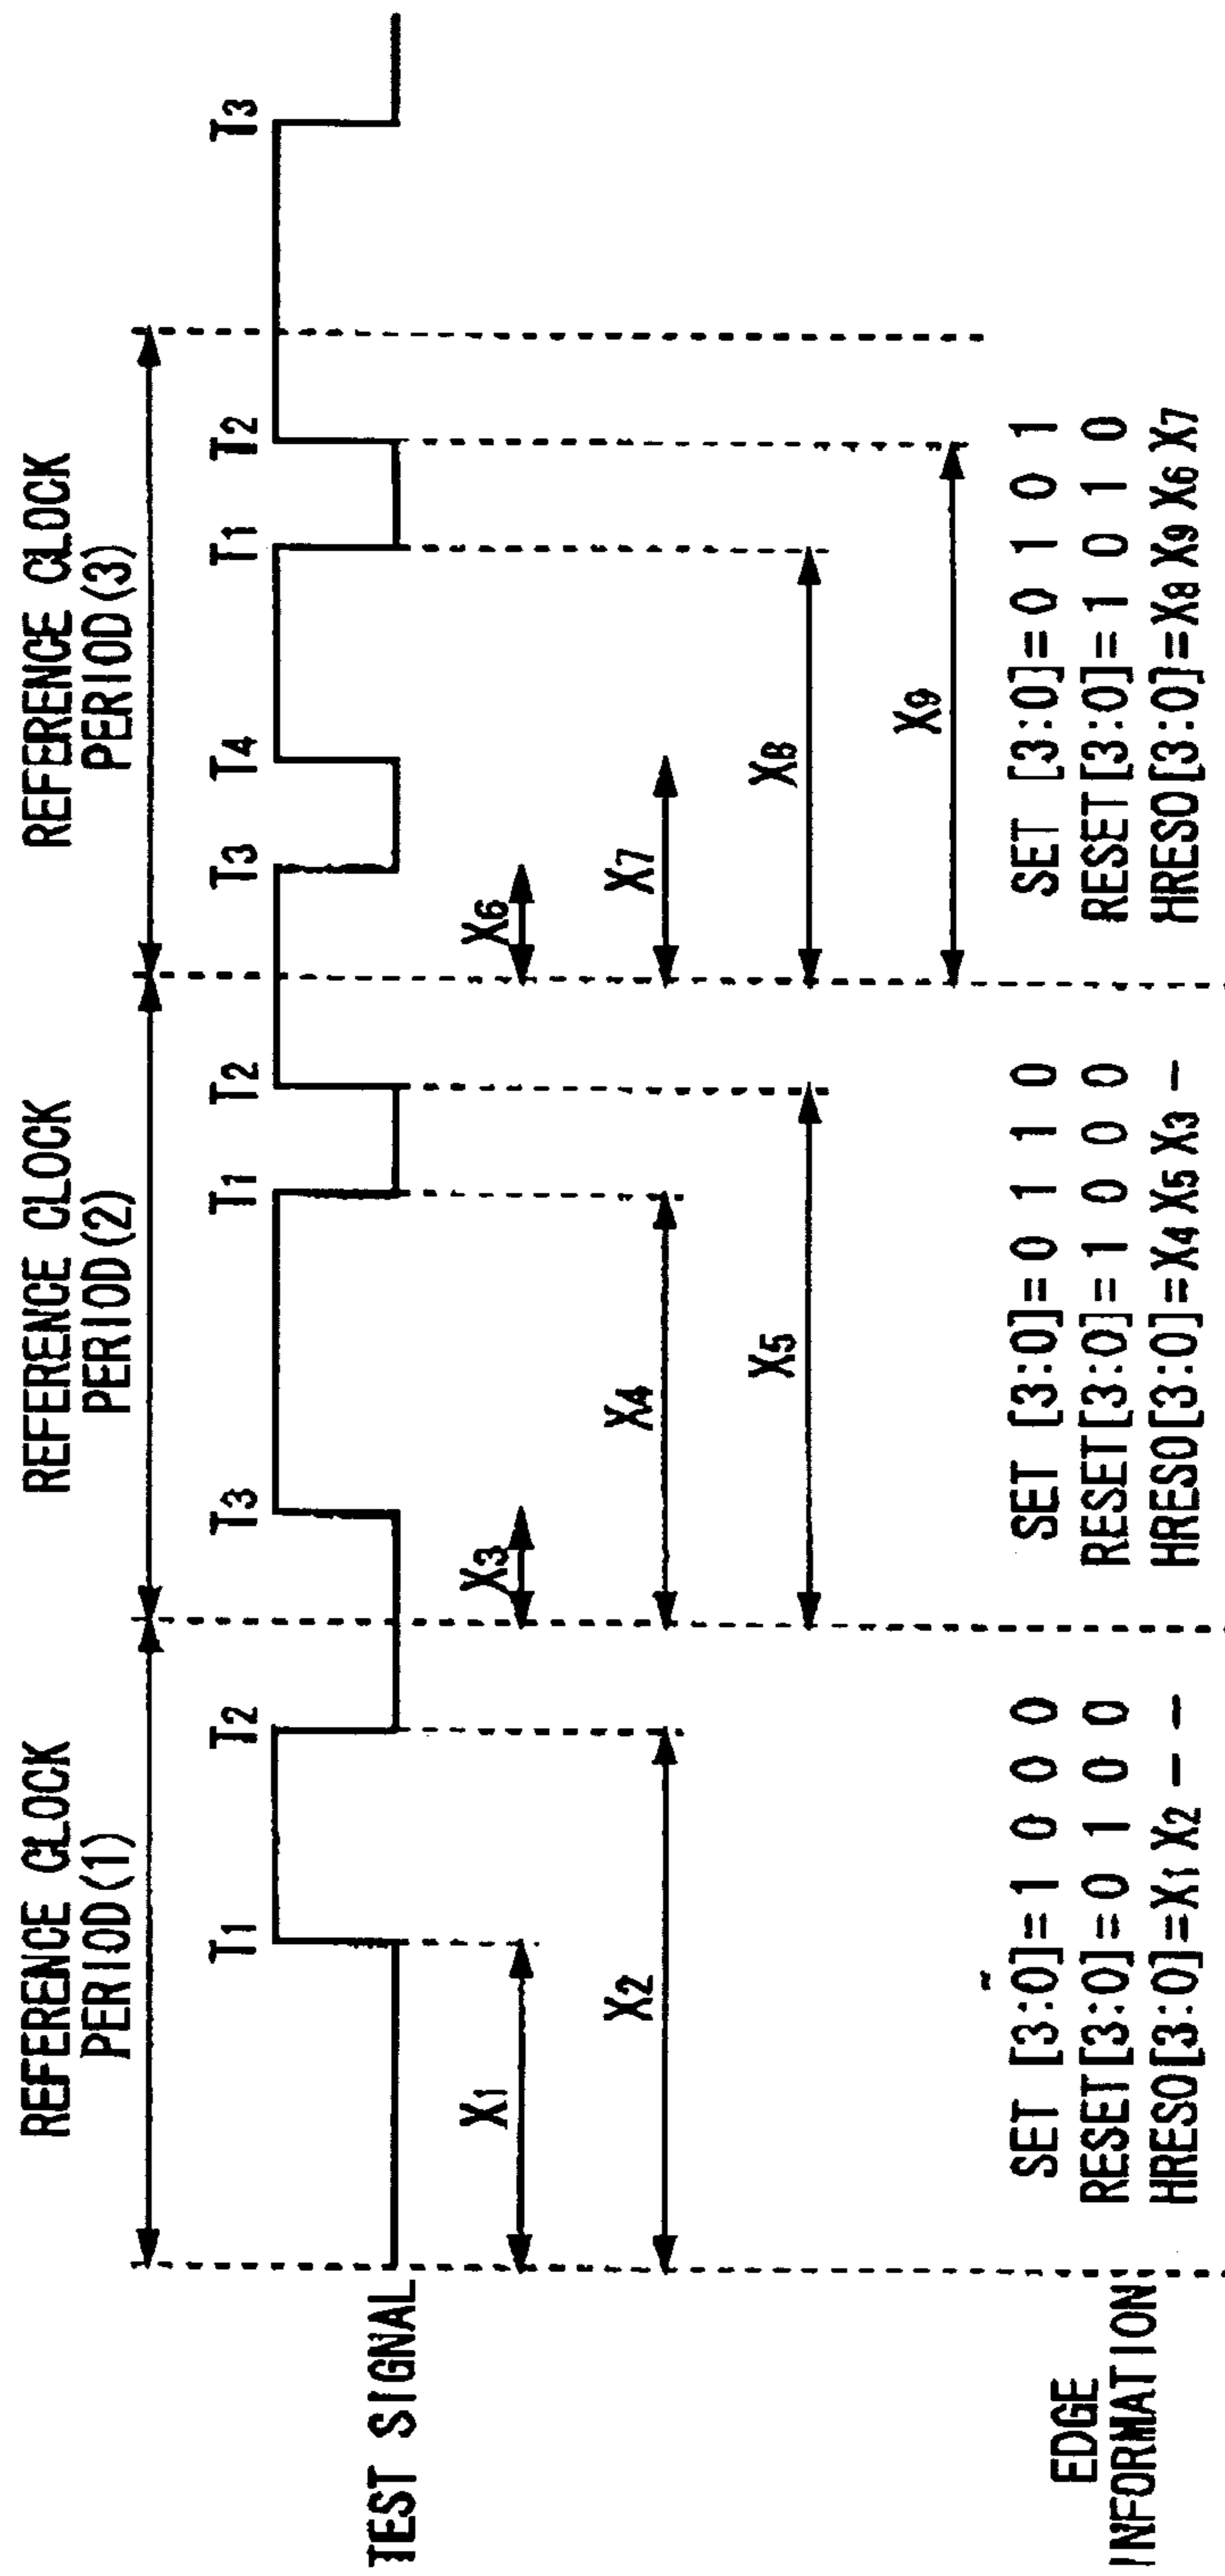 REFERENCE CLOCK
PERIOD(1)
REFERENCE CLOCK
PERIOD(2)
REFERENCE CLOCK
PERIOD(3)
T1 T2 T3 T1 T2 T3 T4 T1 T2 T3
TEST SIGNAL
X1 X3 X6
X2 X4 X7
X5 X8
X9
EDGE
INFORMATION
SET [3:0]=1 0 0 0
RESET[3:0]=0 1 0 0
HRESO[3:0]=X1 X2 - -
SET [3:0]=0 1 1 0
RESET[3:0]=1 0 0 0
HRESO[3:0]=X4 X5 X3 -
SET [3:0]=0 1 0 1
RESET[3:0]=1 0 1 0
HRESO[3:0]=X8 X9 X6 X7